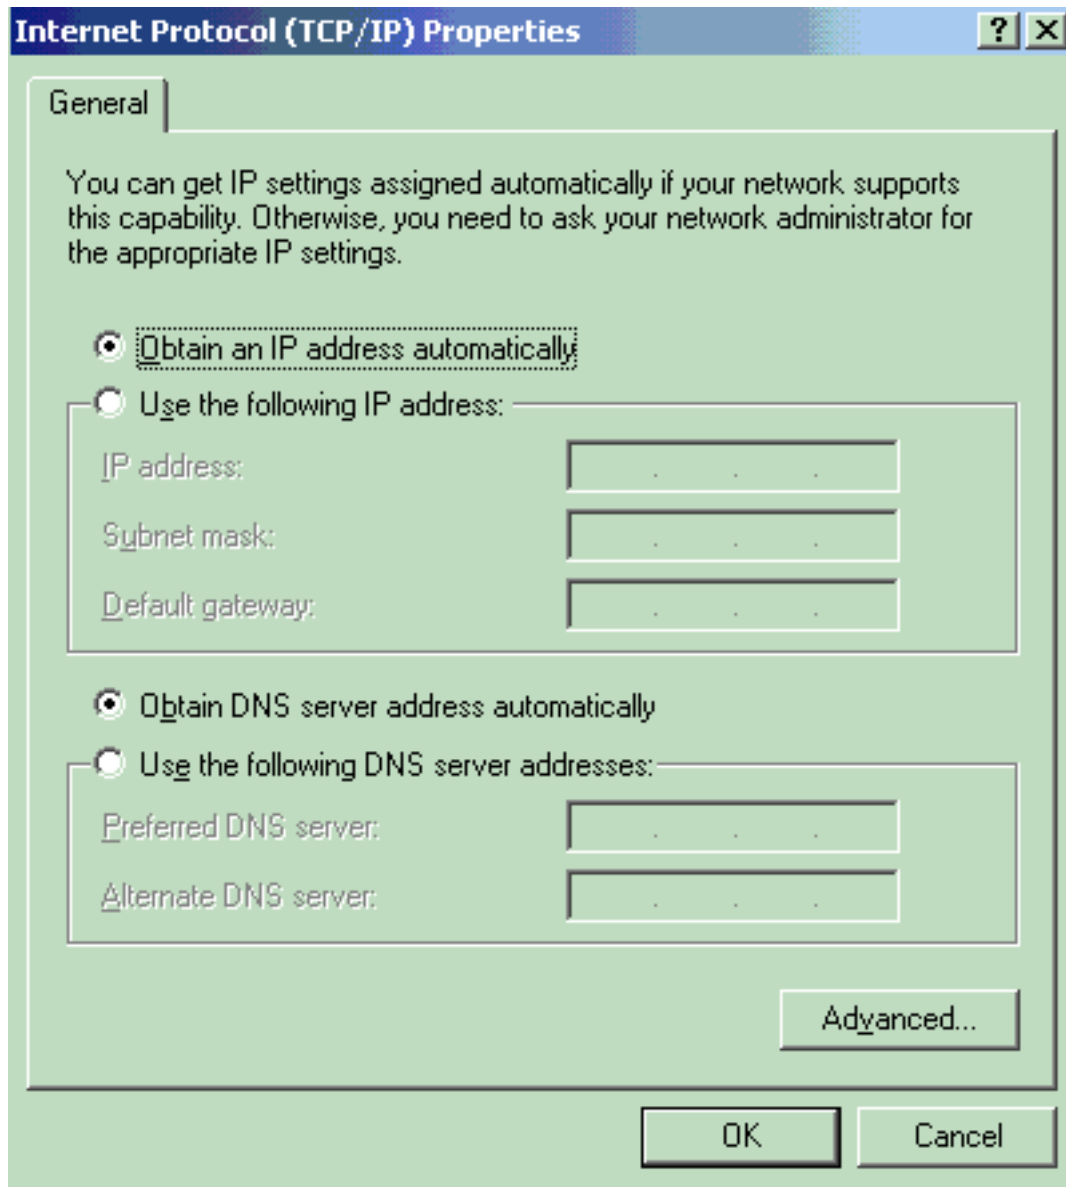 Internet Protocol (TCP/IP) Properties
General
You can get IP settings assigned automatically if your network supports
this capability. Otherwise, you need to ask your network administrator for
the appropriate IP settings.
Obtain an IP address automatically
Use the following IP address:
IP address:
Subnet mask:
Default gateway:
Obtain DNS server address automatically
Use the following DNS server addresses:
Preferred DNS server:
Alternate DNS server:
Advanced...
OK
Cancel